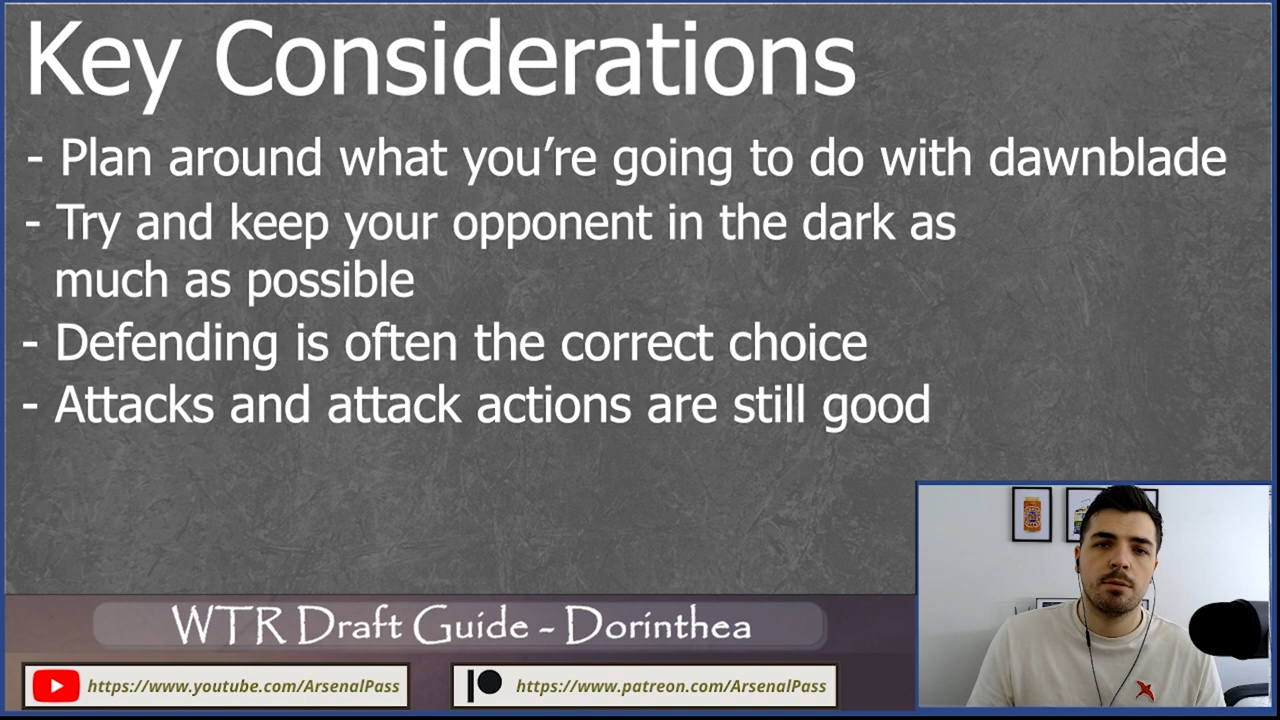 Key Considerations
- Plan around what you’re going to do with dawnblade
- Try and keep your opponent in the dark as
much as possible
- Defending is often the correct choice
- Attacks and attack actions are still good
WTR Draft Guide - Dorinthea
https://www.youtube.com/ArsenalPass
https://www.patreon.com/ArsenalPass